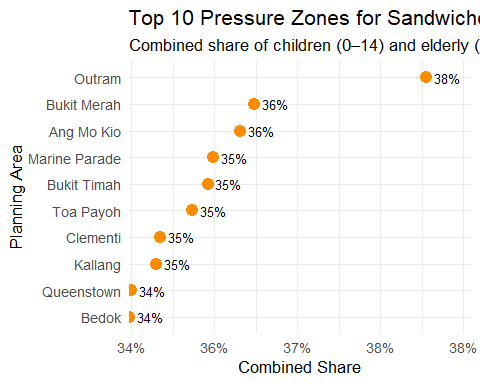 Top 10 Pressure Zones for Sandwiche
Combined share of children (0–14) and elderly (
Planning Area
Outram 38%
Bukit Merah 36%
Ang Mo Kio 36%
Marine Parade 35%
Bukit Timah 35%
Toa Payoh 35%
Clementi 35%
Kallang 35%
Queenstown 34%
Bedok 34%
34% 36% 37% 38% 38%
Combined Share